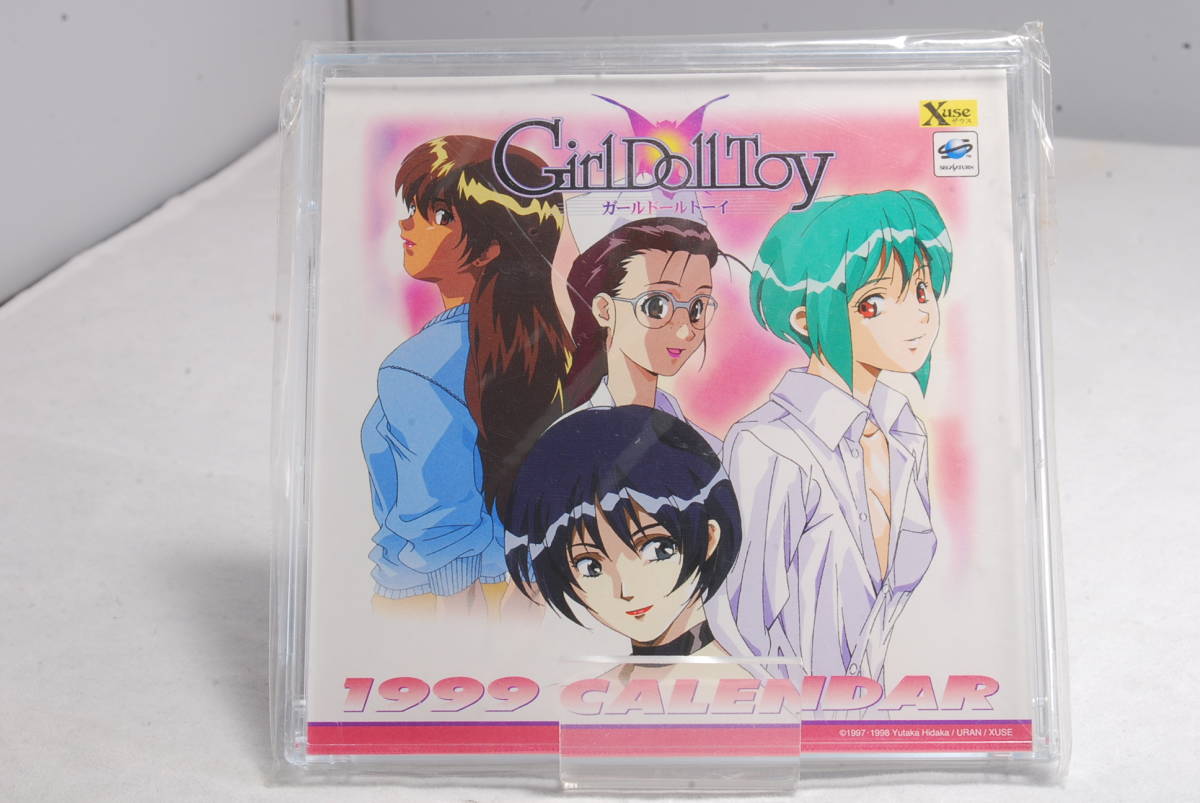 Xuse
ザウス
SEGA SATURN
Girl Doll Toy
ガールドールトーイ
1999 CALENDAR
©1997・1998 Yutaka Hidaka / URAN / XUSE